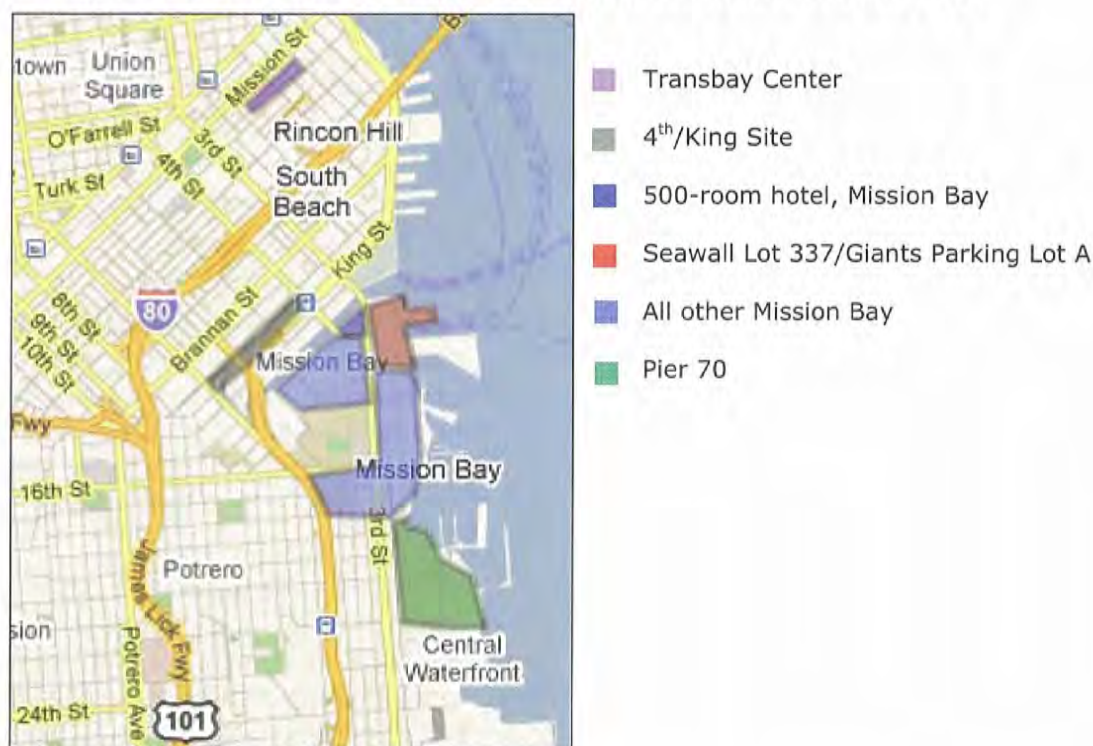 town
Union
Square
Mission St
B
O'Farrell St
Rincon Hill
3rd St
4th St
South
Beach
Turk St
King St
80
8th St
9th St
10th St
Brannan St
Mission Bay
Fwy
Mission Bay
16th St
3rd St
James Lick Fwy
Potrero
sion
Potrero Ave
Central
Waterfront
24th St
101
Transbay Center
4th/King Site
500-room hotel, Mission Bay
Seawall Lot 337/Giants Parking Lot A
All other Mission Bay
Pier 70